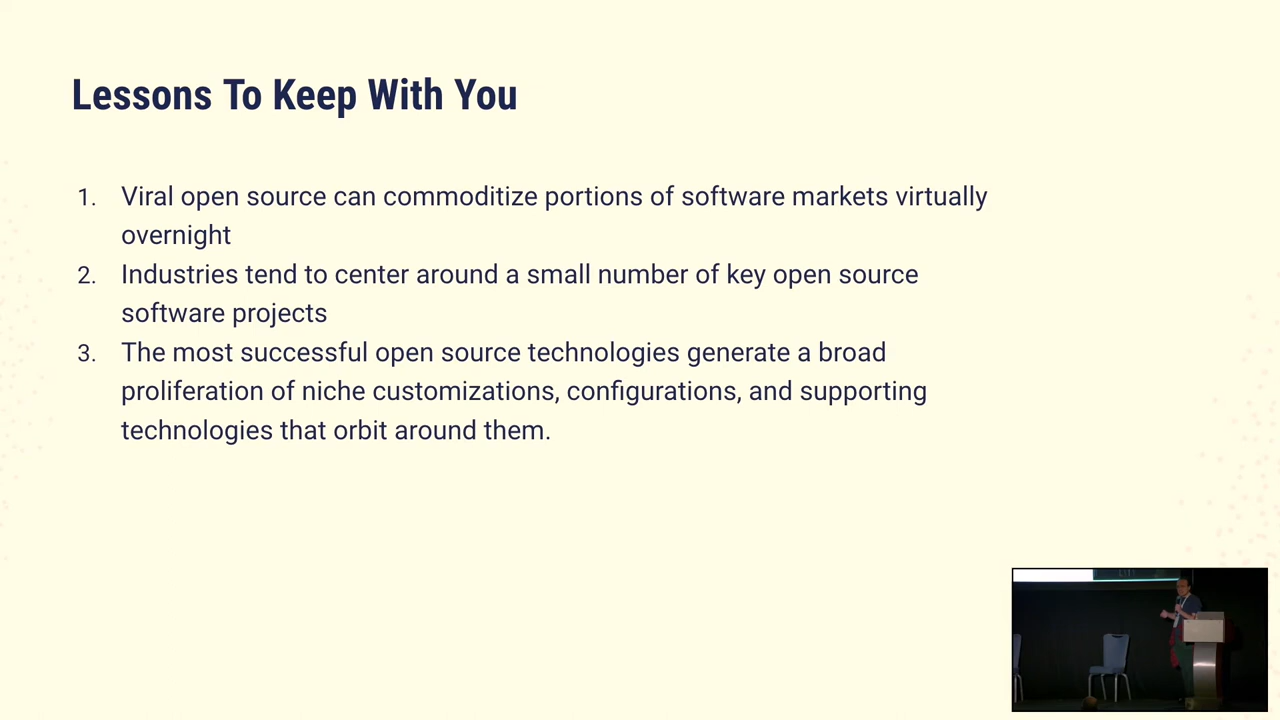 Lessons To Keep With You
1. Viral open source can commoditize portions of software markets virtually
overnight
2. Industries tend to center around a small number of key open source
software projects
3. The most successful open source technologies generate a broad
proliferation of niche customizations, configurations, and supporting
technologies that orbit around them.